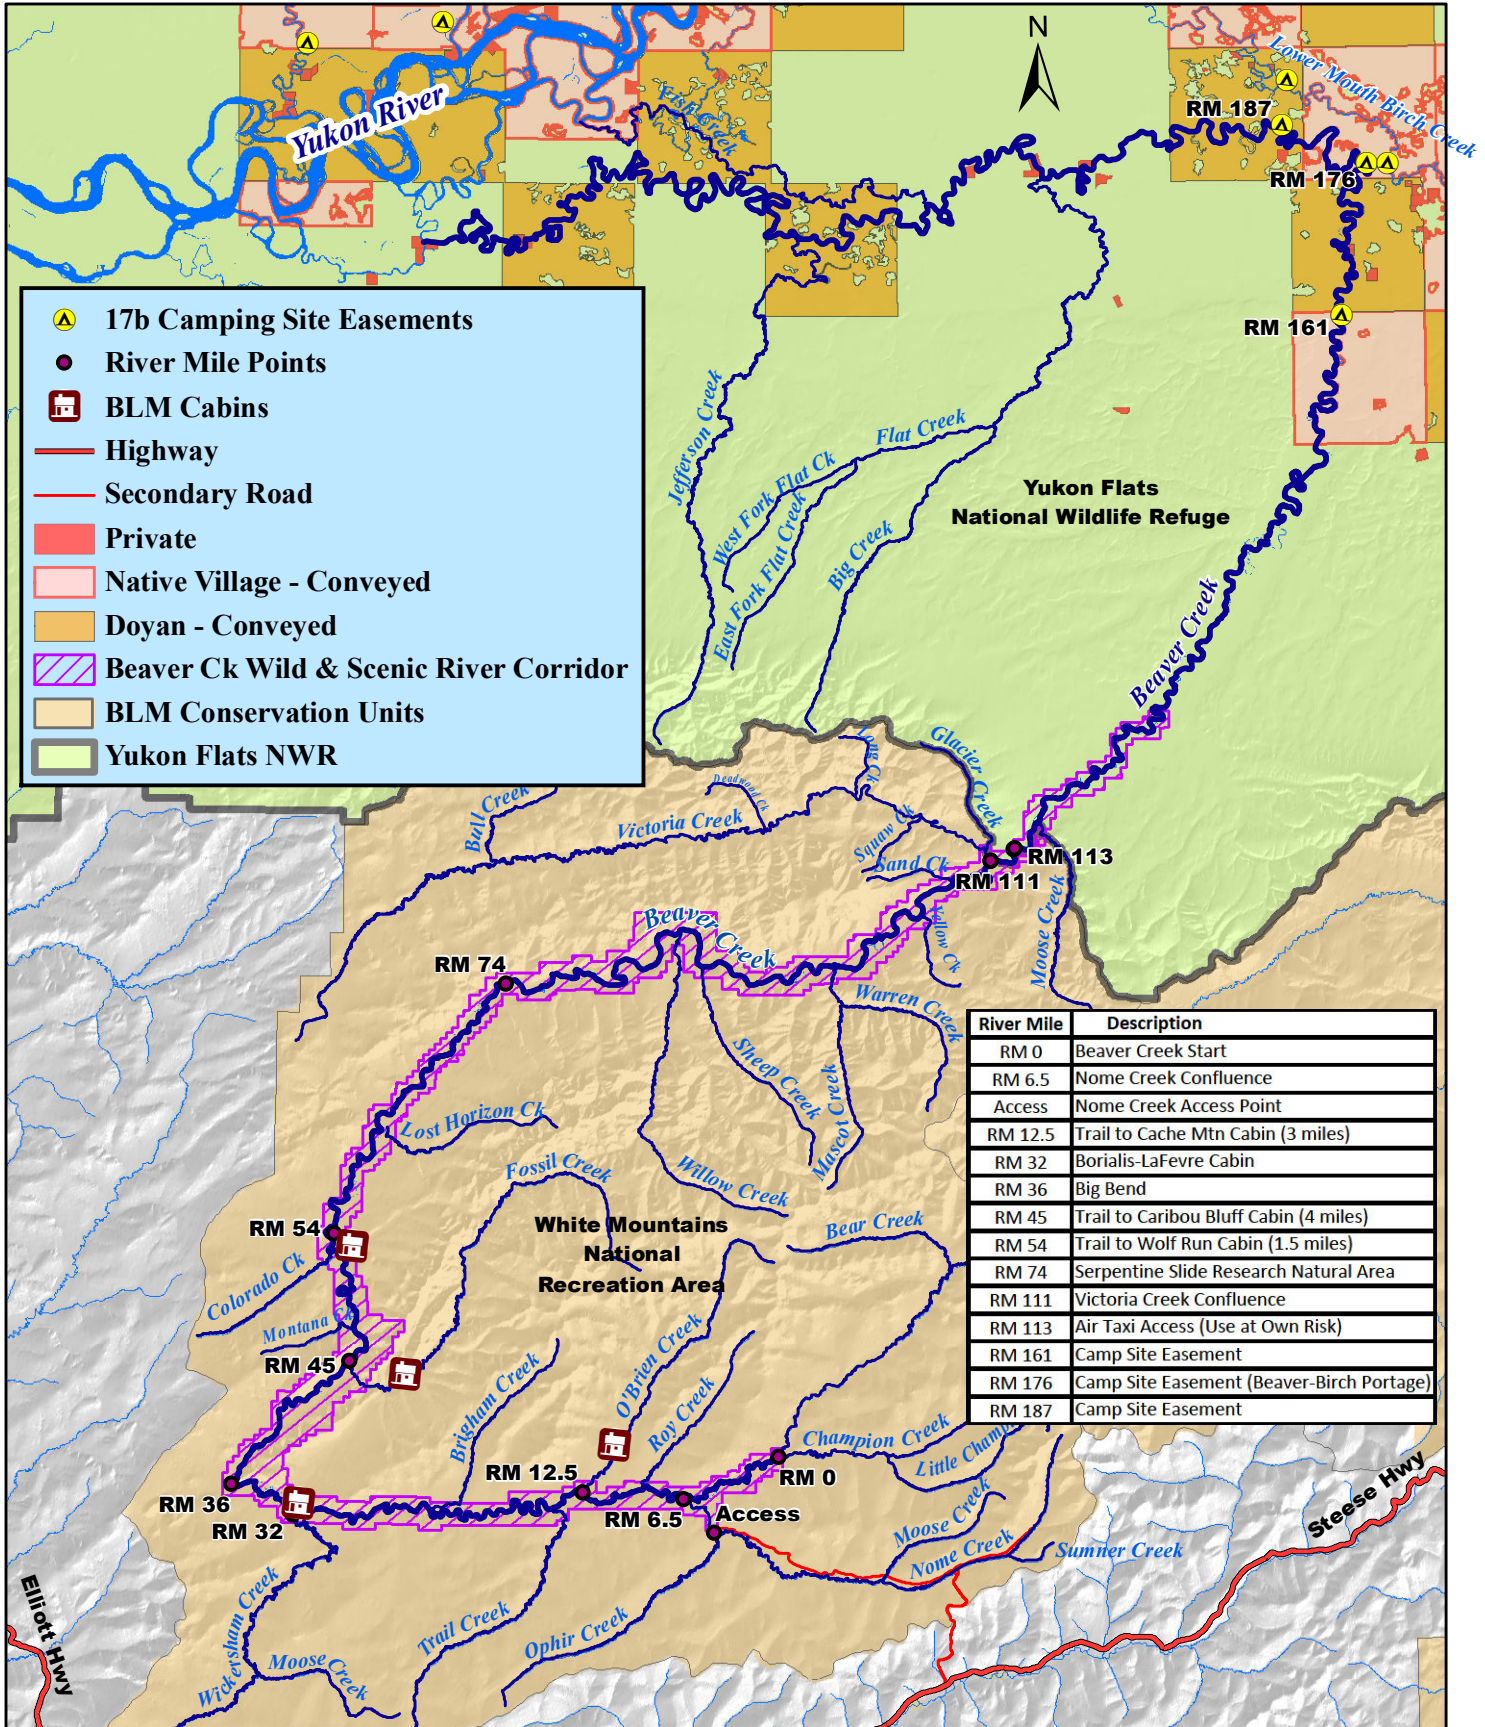 N
Yukon River
Fish Creek
RM 187
Lower Mouth Birch Creek
RM 176
RM 161
17b Camping Site Easements
River Mile Points
BLM Cabins
Highway
Secondary Road
Private
Native Village - Conveyed
Doyan - Conveyed
Beaver Ck Wild & Scenic River Corridor
BLM Conservation Units
Yukon Flats NWR
Jefferson Creek
West Fork Flat Ck
Flat Creek
East Fork Flat Creek
Big Creek
Yukon Flats
National Wildlife Refuge
Beaver Creek
Bull Creek
Victoria Creek
Deadwood Ck
Long Ck
Glacier Creek
Squaw Ck
Sand Ck
RM 113
RM 111
Moose Creek
Yellow Ck
Beaver Creek
RM 74
Warren Creek
Sheep Creek
Mascot Creek
Lost Horizon Ck
Fossil Creek
Willow Creek
White Mountains
National
Recreation Area
Bear Creek
RM 54
Colorado Ck
Montana Ck
RM 45
Brigham Creek
O'Brien Creek
Roy Creek
Champion Creek
Little Champ
RM 0
RM 12.5
RM 6.5
Access
RM 36
RM 32
Moose Creek
Nome Creek
Sumner Creek
Steese Hwy
Elliott Hwy
Wickersham Creek
Moose Creek
Trail Creek
Ophir Creek
River Mile Description
RM 0 Beaver Creek Start
RM 6.5 Nome Creek Confluence
Access Nome Creek Access Point
RM 12.5 Trail to Cache Mtn Cabin (3 miles)
RM 32 Borialis-LaFevre Cabin
RM 36 Big Bend
RM 45 Trail to Caribou Bluff Cabin (4 miles)
RM 54 Trail to Wolf Run Cabin (1.5 miles)
RM 74 Serpentine Slide Research Natural Area
RM 111 Victoria Creek Confluence
RM 113 Air Taxi Access (Use at Own Risk)
RM 161 Camp Site Easement
RM 176 Camp Site Easement (Beaver-Birch Portage)
RM 187 Camp Site Easement